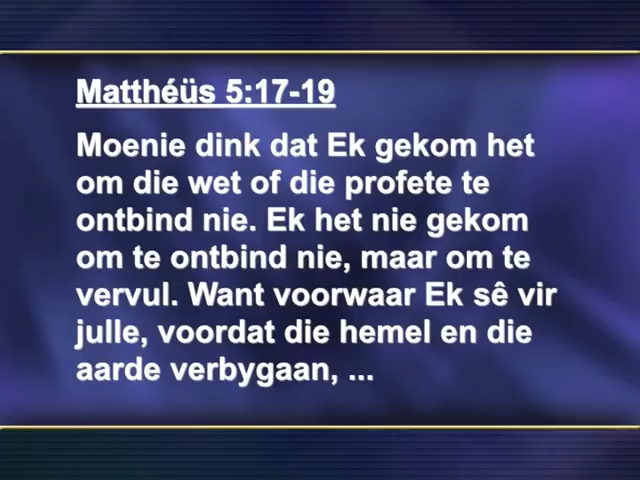 Matthéüs 5:17-19
Moenie dink dat Ek gekom het
om die wet of die profete te
ontbind nie. Ek het nie gekom
om te ontbind nie, maar om te
vervul. Want voorwaar Ek sê vir
julle, voordat die hemel en die
aarde verbygaan, ...